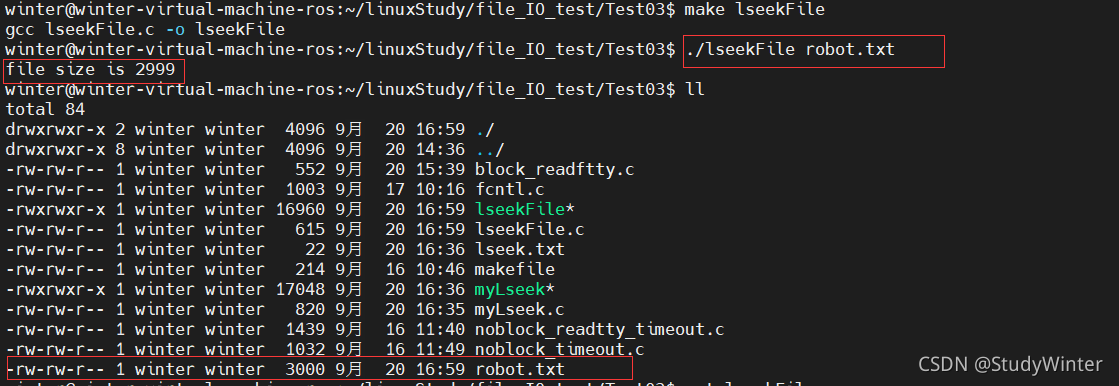 winter@winter-virtual-machine-ros:~/linuxStudy/file_IO_test/Test03$ make lseekFile
gcc lseekFile.c -o lseekFile
winter@winter-virtual-machine-ros:~/linuxStudy/file_IO_test/Test03$ ./lseekFile robot.txt
file size is 2999
winter@winter-virtual-machine-ros:~/linuxStudy/file_IO_test/Test03$ ll
total 84
drwxrwxr-x 2 winter winter  4096 9月  20 16:59 ./
drwxrwxr-x 8 winter winter  4096 9月  20 14:36 ../
-rw-rw-r-- 1 winter winter   552 9月  20 15:39 block_readftty.c
-rw-rw-r-- 1 winter winter  1003 9月  17 10:16 fcntl.c
-rwxrwxr-x 1 winter winter 16960 9月  20 16:59 lseekFile*
-rw-rw-r-- 1 winter winter   615 9月  20 16:59 lseekFile.c
-rw-rw-r-- 1 winter winter    22 9月  20 16:36 lseek.txt
-rw-rw-r-- 1 winter winter   214 9月  16 10:46 makefile
-rwxrwxr-x 1 winter winter 17048 9月  20 16:36 myLseek*
-rw-rw-r-- 1 winter winter   820 9月  20 16:35 myLseek.c
-rw-rw-r-- 1 winter winter  1439 9月  16 11:40 noblock_readtty_timeout.c
-rw-rw-r-- 1 winter winter  1032 9月  16 11:49 noblock_timeout.c
-rw-rw-r-- 1 winter winter  3000 9月  20 16:59 robot.txt
CSDN @StudyWinter